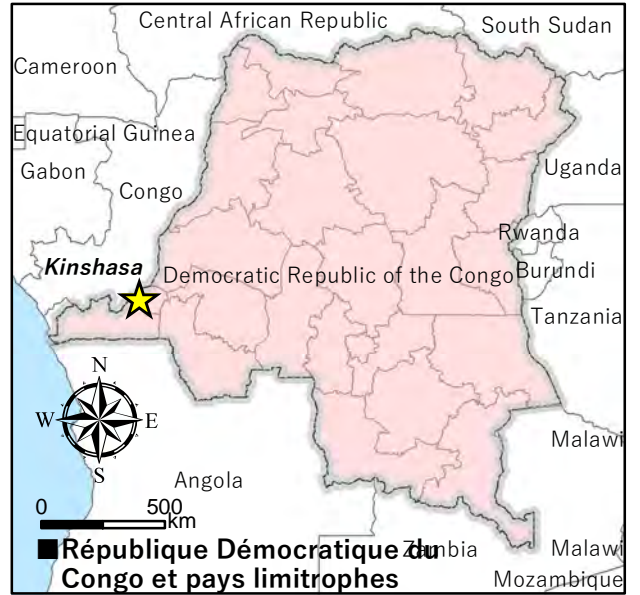 Central African Republic
South Sudan
Cameroon
Equatorial Guinea
Gabon
Congo
Uganda
Rwanda
Kinshasa
Democratic Republic of the Congo
Burundi
Tanzania
N
W
E
S
Malawi
Angola
0 500
km
Zambia
■République Démocratique du
Congo et pays limitrophes
Malawi
Mozambique